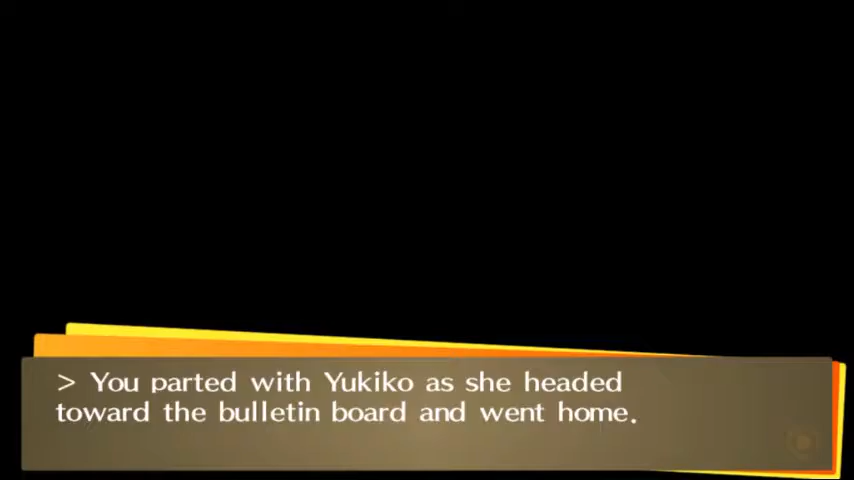 > You parted with Yukiko as she headed
toward the bulletin board and went home.